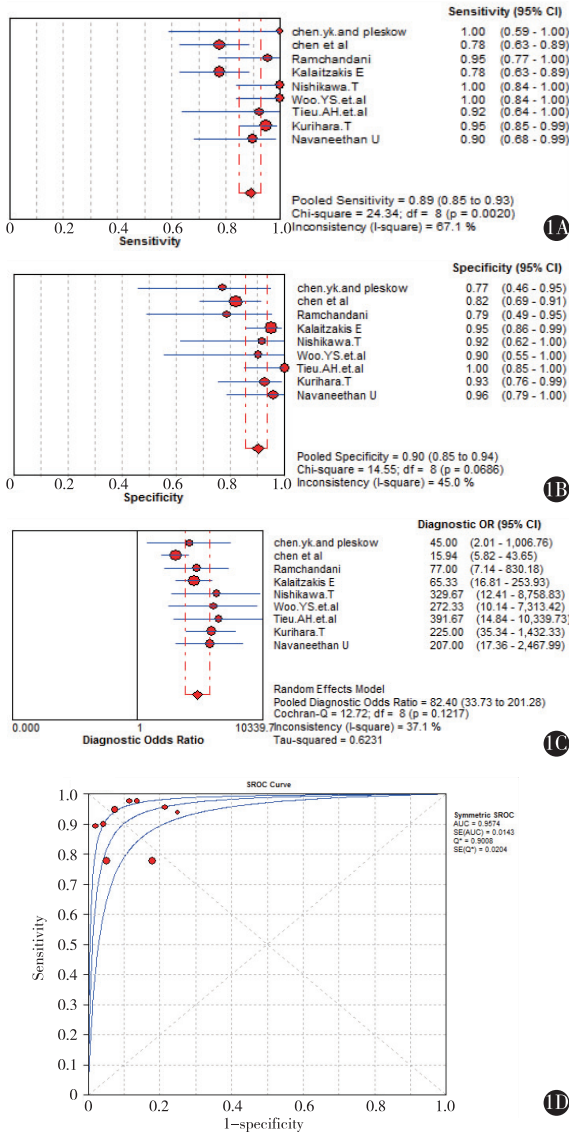 Sensitivity (95% CI)
chen.yk.and pleskow 1.00 (0.59 - 1.00)
chen et al 0.78 (0.63 - 0.89)
Ramchandani 0.95 (0.77 - 1.00)
Kalaitzakis E 0.78 (0.63 - 0.89)
Nishikawa.T 1.00 (0.84 - 1.00)
Woo.YS.et.al 1.00 (0.84 - 1.00)
Tieu.AH.et.al 0.92 (0.64 - 1.00)
Kurihara.T 0.95 (0.85 - 0.99)
Navaneethan U 0.90 (0.68 - 0.99)
Pooled Sensitivity = 0.89 (0.85 to 0.93)
Chi-square = 24.34; df = 8 (p = 0.0020)
Inconsistency (I-square) = 67.1 %
0 0.2 0.4 0.6 0.8 1.0
Sensitivity
1A
Specificity (95% CI)
chen.yk.and pleskow 0.77 (0.46 - 0.95)
chen et al 0.82 (0.69 - 0.91)
Ramchandani 0.79 (0.49 - 0.95)
Kalaitzakis E 0.95 (0.86 - 0.99)
Nishikawa.T 0.92 (0.62 - 1.00)
Woo.YS.et.al 0.90 (0.55 - 1.00)
Tieu.AH.et.al 1.00 (0.85 - 1.00)
Kurihara.T 0.93 (0.76 - 0.99)
Navaneethan U 0.96 (0.79 - 1.00)
Pooled Specificity = 0.90 (0.85 to 0.94)
Chi-square = 14.55; df = 8 (p = 0.0686)
Inconsistency (I-square) = 45.0 %
0 0.2 0.4 0.6 0.8 1.0
Specificity
1B
Diagnostic OR (95% CI)
chen.yk.and pleskow 45.00 (2.01 - 1,006.76)
chen et al 15.94 (5.82 - 43.65)
Ramchandani 77.00 (7.14 - 830.18)
Kalaitzakis E 65.33 (16.81 - 253.93)
Nishikawa.T 329.67 (12.41 - 8,758.83)
Woo.YS.et.al 272.33 (10.14 - 7,313.42)
Tieu.AH.et.al 391.67 (14.84 - 10,339.73)
Kurihara.T 225.00 (35.34 - 1,432.33)
Navaneethan U 207.00 (17.36 - 2,467.99)
Random Effects Model
Pooled Diagnostic Odds Ratio = 82.40 (33.73 to 201.28)
Cochran-Q = 12.72; df = 8 (p = 0.1217)
Inconsistency (I-square) = 37.1 %
Tau-squared = 0.6231
0.000 1 10339.7
Diagnostic Odds Ratio
1C
SROC Curve
Symmetric SROC
AUC = 0.9574
SE(AUC) = 0.0143
Q* = 0.9008
SE(Q*) = 0.0204
1.0
0.9
0.8
0.7
0.6
0.5
0.4
0.3
0.2
0.1
0
Sensitivity
0 0.2 0.4 0.6 0.8 1.0
1-specificity
1D